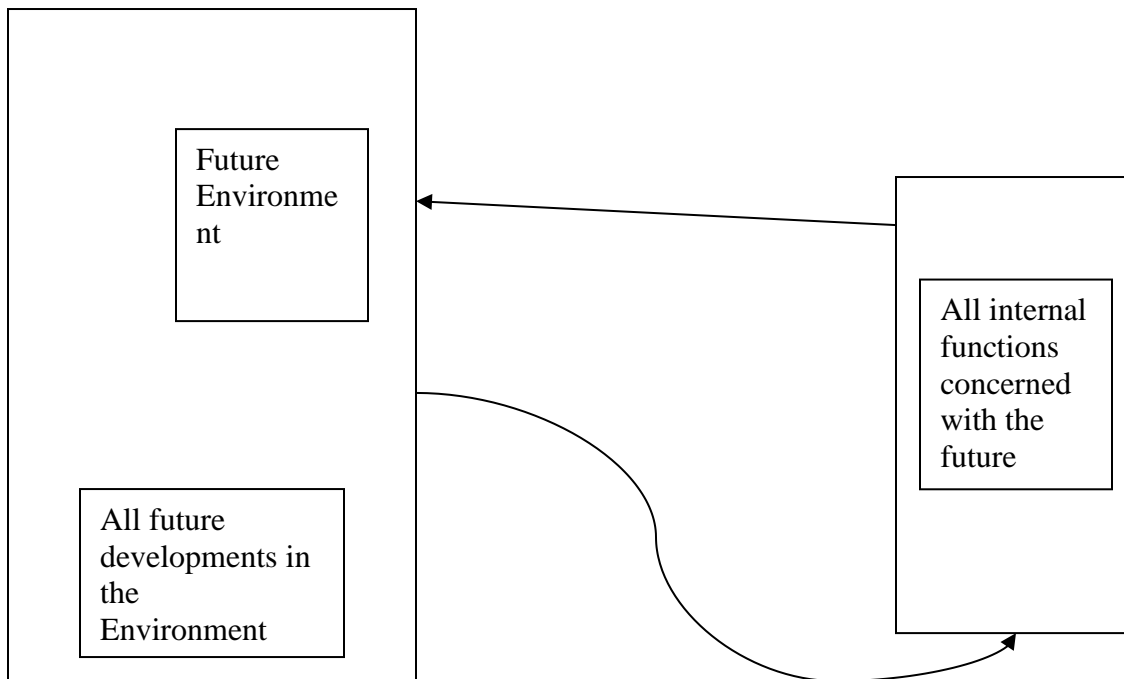 Future
Environme
nt
All internal
functions
concerned
with the
future
All future
developments in
the
Environment